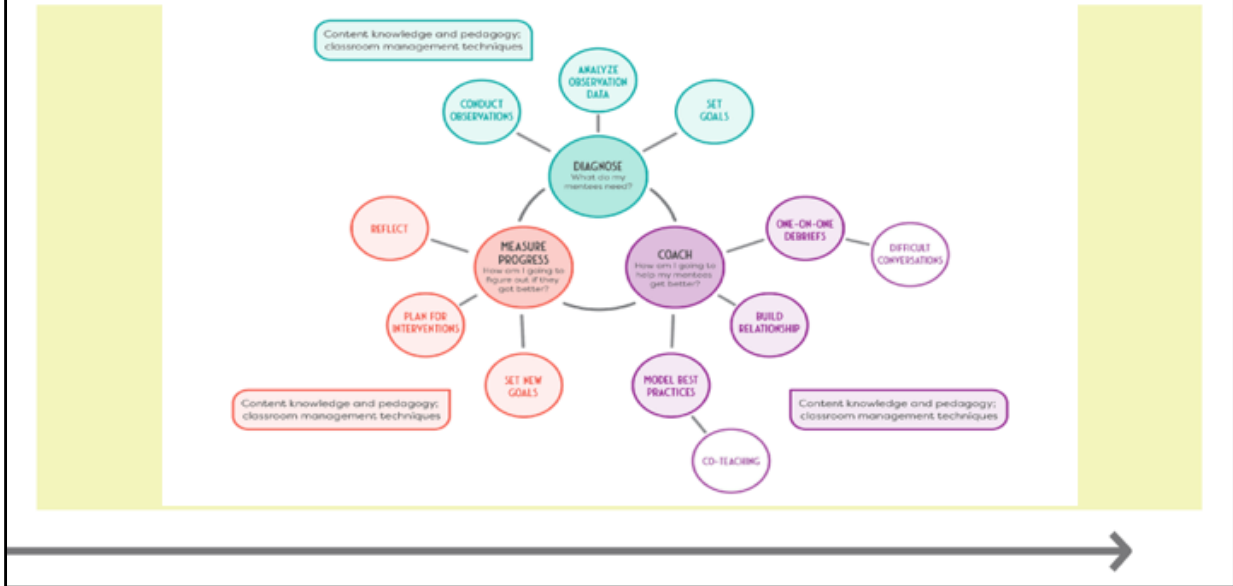 Content knowledge and pedagogy;
classroom management techniques
ANALYZE
OBSERVATION
DATA
CONDUCT
OBSERVATIONS
SET
GOALS
DIAGNOSE
What do my
mentees need?
REFLECT
MEASURE
PROGRESS
How am I going to
figure out if they
got better?
COACH
How am I going to
help my mentees
get better?
ONE-ON-ONE
DEBRIEFS
DIFFICULT
CONVERSATIONS
PLAN FOR
INTERVENTIONS
BUILD
RELATIONSHIP
SET NEW
GOALS
MODEL BEST
PRACTICES
Content knowledge and pedagogy;
classroom management techniques
Content knowledge and pedagogy;
classroom management techniques
CO-TEACHING